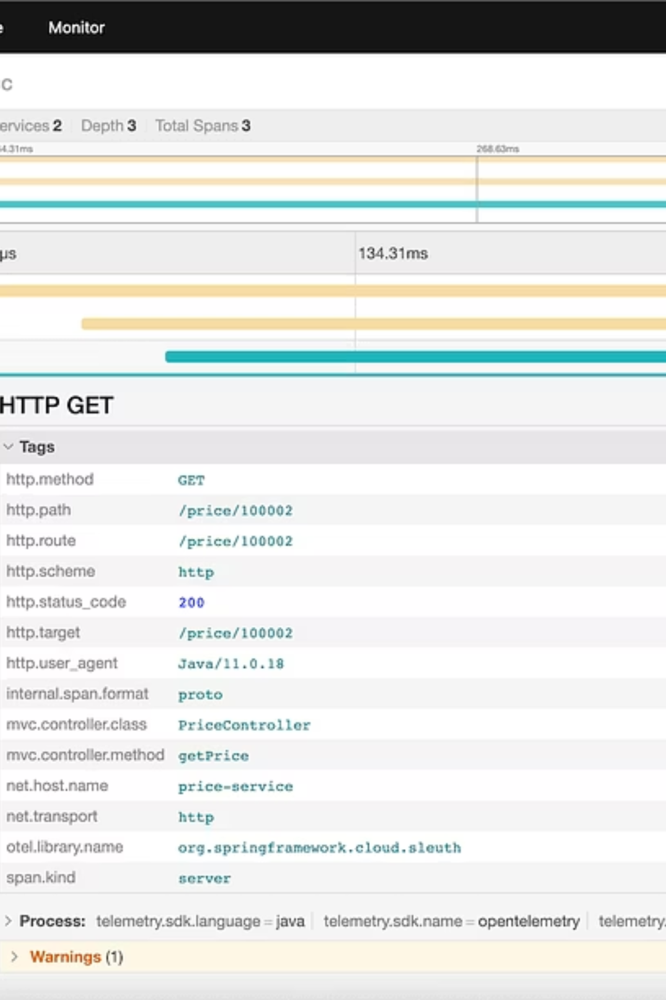 Monitor
c
ervices 2 Depth 3 Total Spans 3
4.31ms 268.63ms
µs 134.31ms
HTTP GET
Tags
http.method GET
http.path /price/100002
http.route /price/100002
http.scheme http
http.status_code 200
http.target /price/100002
http.user_agent Java/11.0.18
internal.span.format proto
mvc.controller.class PriceController
mvc.controller.method getPrice
net.host.name price-service
net.transport http
otel.library.name org.springframework.cloud.sleuth
span.kind server
Process: telemetry.sdk.language = java telemetry.sdk.name = opentelemetry telemetry.
Warnings (1)